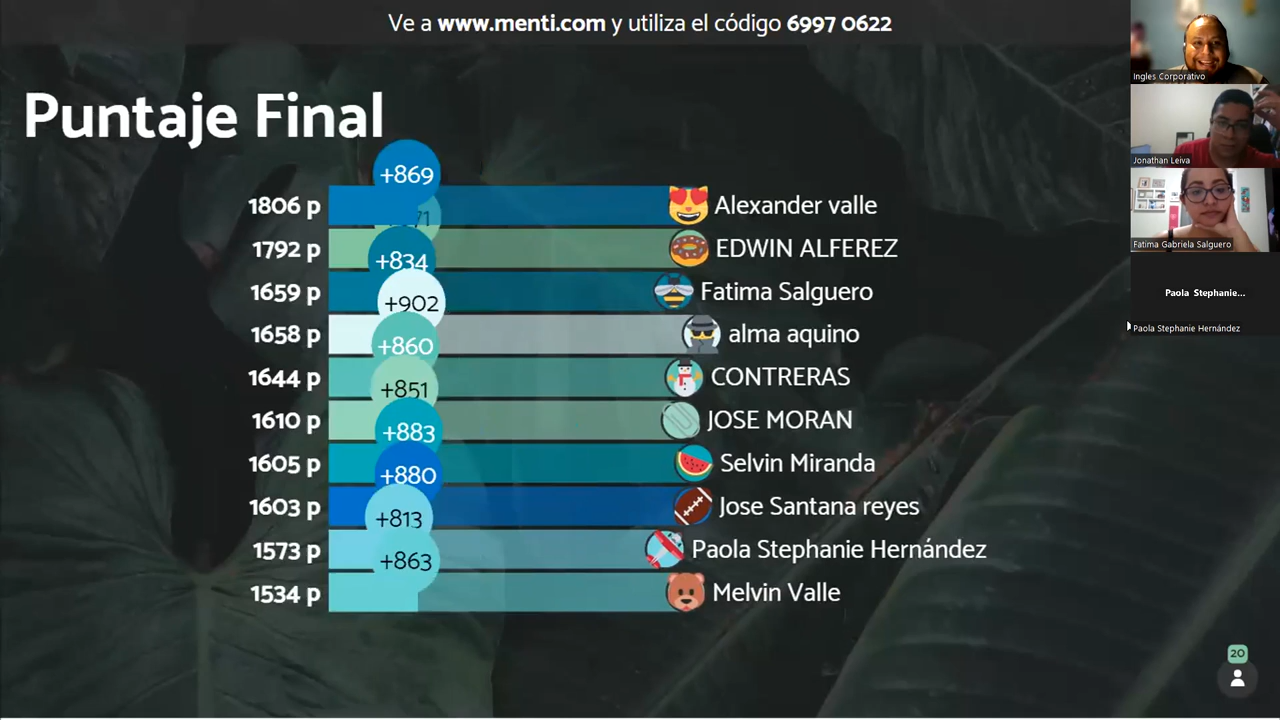 Ve a www.menti.com y utiliza el código 6997 0622
Puntaje Final
+869
1806 p Alexander valle
71
1792 p EDWIN ALFEREZ
+834
1659 p Fatima Salguero
+902
1658 p alma aquino
+860
1644 p CONTRERAS
+851
1610 p JOSE MORAN
+883
1605 p Selvin Miranda
+880
1603 p Jose Santana reyes
+813
1573 p Paola Stephanie Hernández
+863
1534 p Melvin Valle
20
Ingles Corporativo
Jonathan Leiva
Fatima Gabriela Salguero
Paola Stephanie...
Paola Stephanie Hernández